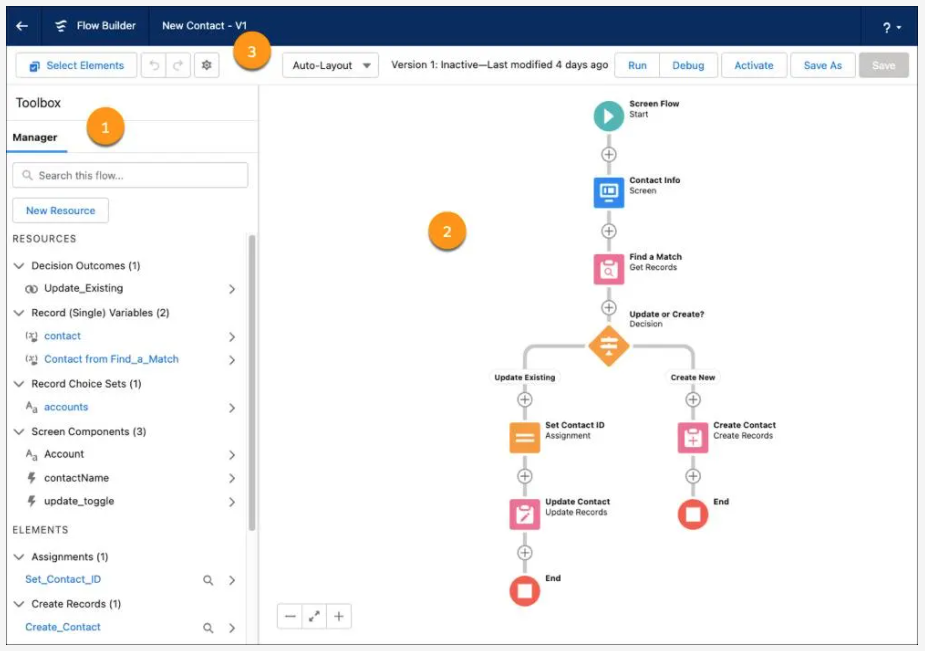 Flow Builder
New Contact - V1
? 
3
Select Elements
Auto-Layout
Version 1: Inactive—Last modified 4 days ago
Run
Debug
Activate
Save As
Save
Toolbox
1
Manager
Search this flow...
New Resource
RESOURCES
Decision Outcomes (1)
Update_Existing
Record (Single) Variables (2)
contact
Contact from Find_a_Match
Record Choice Sets (1)
Aa accounts
Screen Components (3)
Aa Account
contactName
update_toggle
ELEMENTS
Assignments (1)
Set_Contact_ID
Create Records (1)
Create_Contact
2
Screen Flow
Start
Contact Info
Screen
Find a Match
Get Records
Update or Create?
Decision
Update Existing
Create New
Set Contact ID
Assignment
Create Contact
Create Records
Update Contact
Update Records
End
End